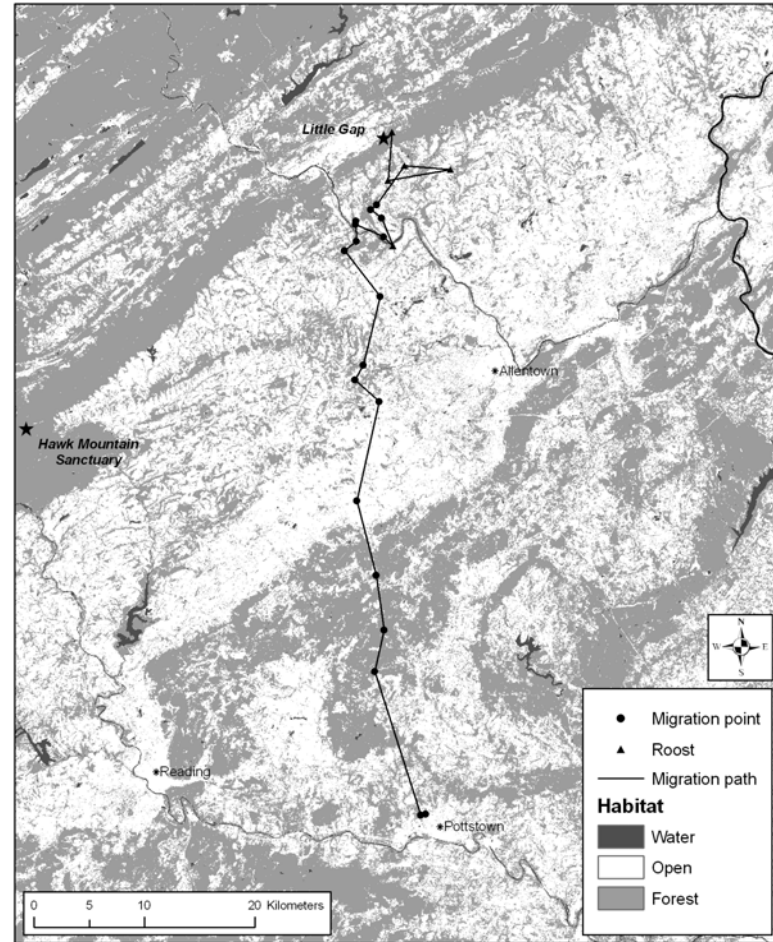 Little Gap
Allentown
Hawk Mountain
Sanctuary
N
W E
S
Migration point
Roost
Migration path
Habitat
Water
Open
Forest
Reading
Pottstown
0 5 10 20 Kilometers